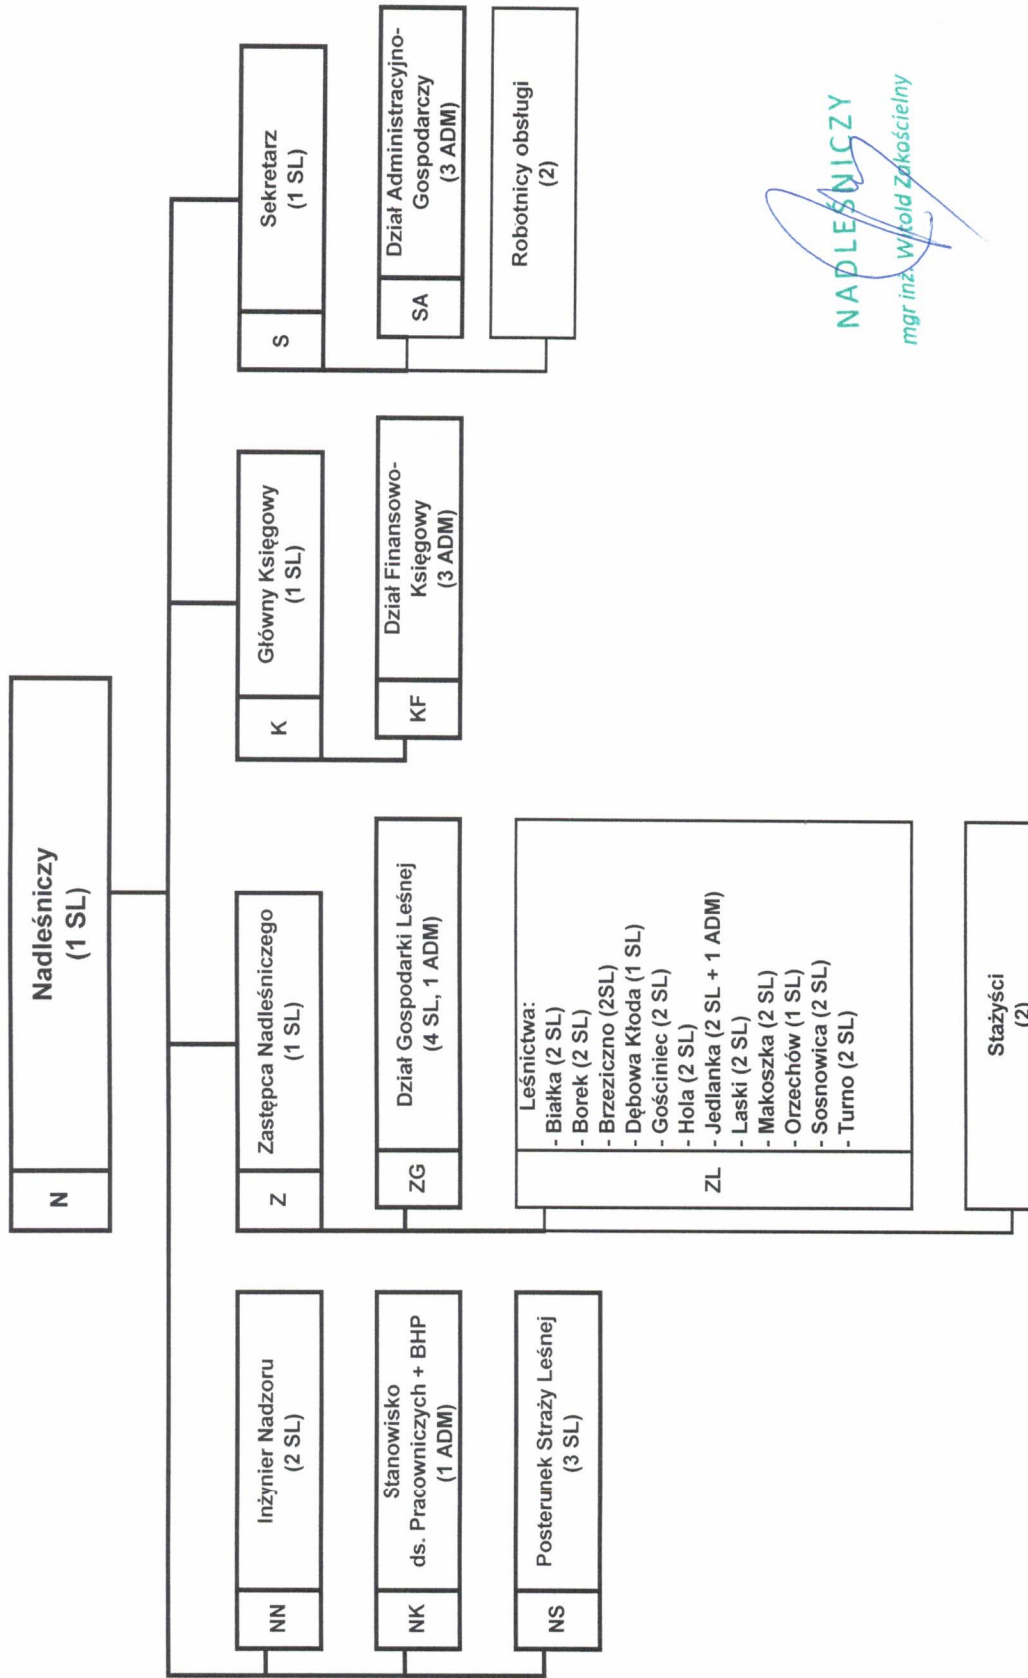 N
Nadleśniczy
(1 SL)
NN
Inżynier Nadzoru
(2 SL)
NK
Stanowisko
ds. Pracowniczych + BHP
(1 ADM)
NS
Posterunek Straży Leśnej
(3 SL)
Z
Zastępca Nadleśniczego
(1 SL)
ZG
Dział Gospodarki Leśnej
(4 SL, 1 ADM)
ZL
Leśnictwa:
- Białka (2 SL)
- Borek (2 SL)
- Brzeziczno (2SL)
- Dębowa Kłoda (1 SL)
- Gościniec (2 SL)
- Hola (2 SL)
- Jedlanka (2 SL + 1 ADM)
- Laski (2 SL)
- Makoszka (2 SL)
- Orzechów (1 SL)
- Sosnowica (2 SL)
- Turno (2 SL)
Stażyści
(2)
K
Główny Księgowy
(1 SL)
KF
Dział Finansowo-
Księgowy
(3 ADM)
S
Sekretarz
(1 SL)
SA
Dział Administracyjno-
Gospodarczy
(3 ADM)
Robotnicy obsługi
(2)
NADLEŚNICZY
mgr inż. Witold Zakościelny